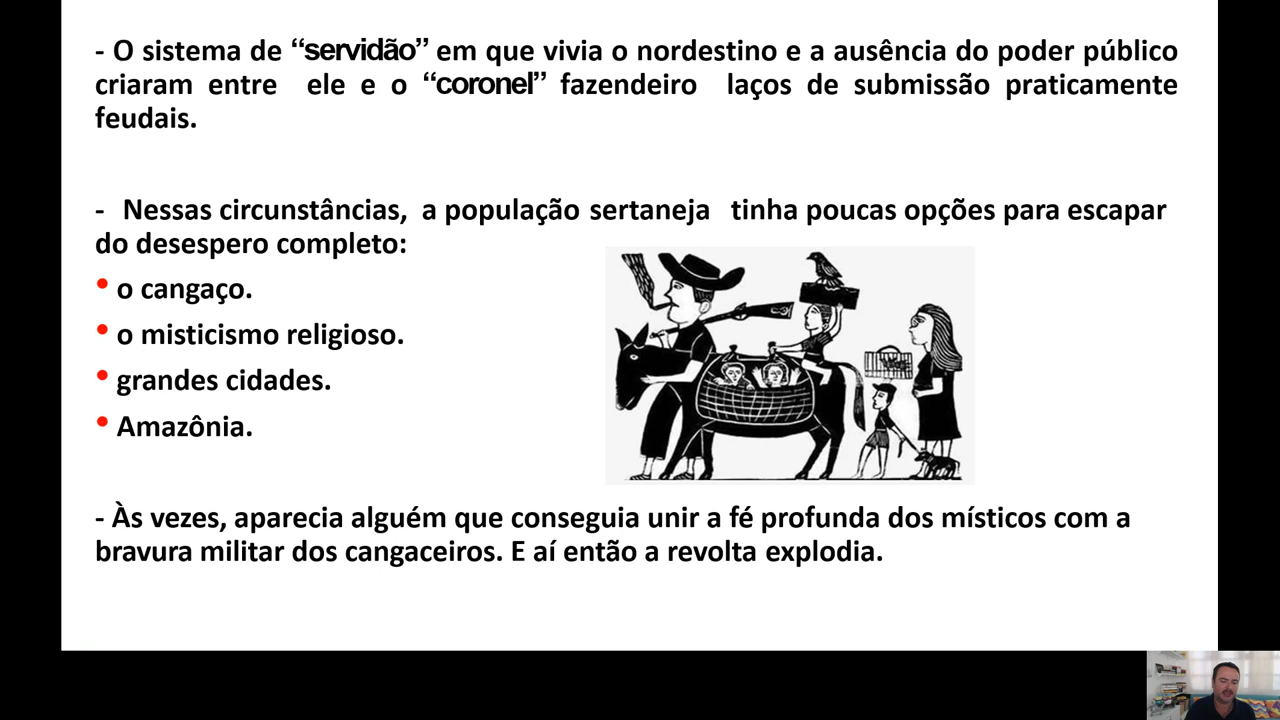 - O sistema de “servidão” em que vivia o nordestino e a ausência do poder público
criaram entre ele e o “coronel” fazendeiro laços de submissão praticamente
feudais.
- Nessas circunstâncias, a população sertaneja tinha poucas opções para escapar
do desespero completo:
• o cangaço.
• o misticismo religioso.
• grandes cidades.
• Amazônia.
- Às vezes, aparecia alguém que conseguia unir a fé profunda dos místicos com a
bravura militar dos cangaceiros. E aí então a revolta explodia.